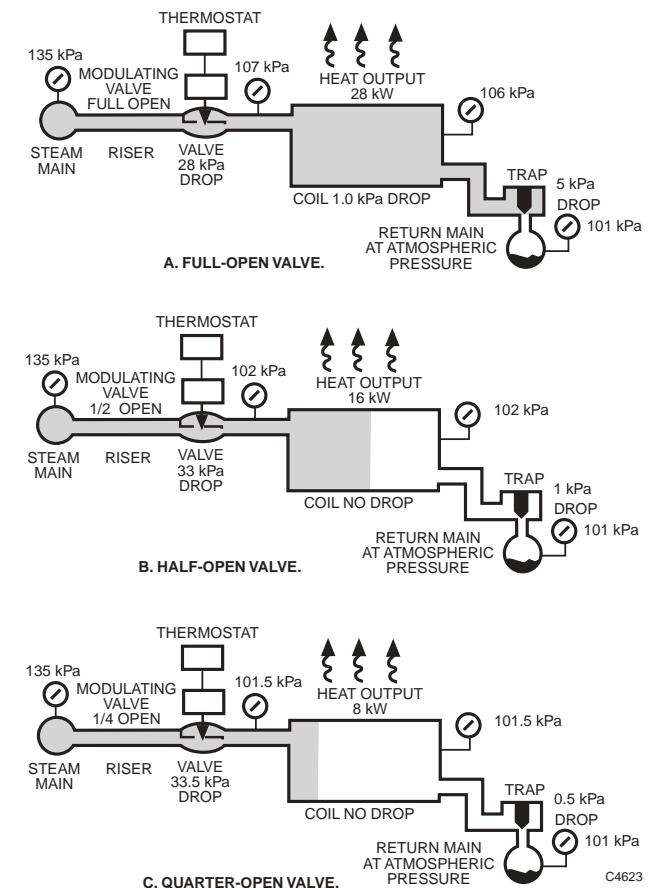 THERMOSTAT
135 kPa
MODULATING
VALVE
FULL OPEN
107 kPa
HEAT OUTPUT
28 kW
106 kPa
STEAM
MAIN
RISER
VALVE
28 kPa
DROP
COIL 1.0 kPa DROP
TRAP
5 kPa
DROP
101 kPa
RETURN MAIN
AT ATMOSPHERIC
PRESSURE
A. FULL-OPEN VALVE.
THERMOSTAT
135 kPa
MODULATING
VALVE
1/2 OPEN
102 kPa
HEAT OUTPUT
16 kW
102 kPa
STEAM
MAIN
RISER
VALVE
33 kPa
DROP
COIL NO DROP
TRAP
1 kPa
DROP
101 kPa
RETURN MAIN
AT ATMOSPHERIC
PRESSURE
B. HALF-OPEN VALVE.
THERMOSTAT
135 kPa
MODULATING
VALVE
1/4 OPEN
101.5 kPa
HEAT OUTPUT
8 kW
101.5 kPa
STEAM
MAIN
RISER
VALVE
33.5 kPa
DROP
COIL NO DROP
TRAP
0.5 kPa
DROP
101 kPa
RETURN MAIN
AT ATMOSPHERIC
PRESSURE
C. QUARTER-OPEN VALVE.
C4623